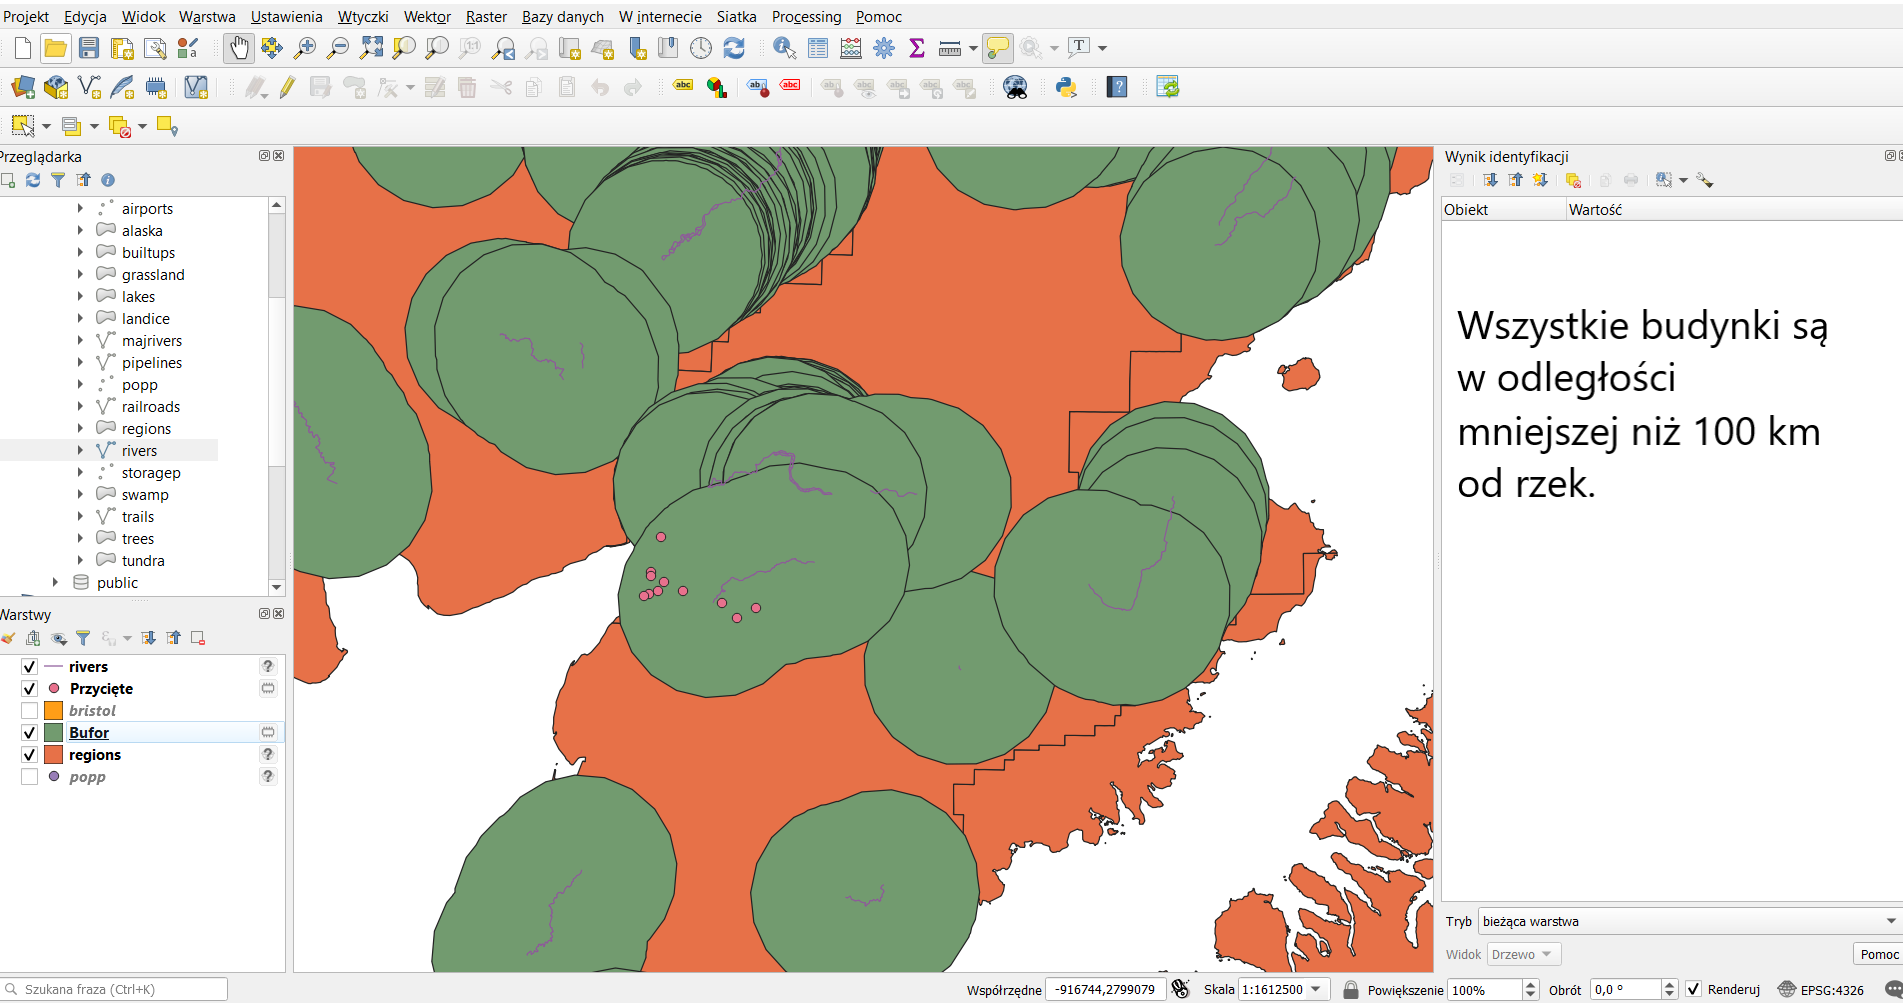 Projekt Edycja Widok Warstwa Ustawienia Wtyczki Wektor Raster Bazy danych W internecie Siatka Processing Pomoc
Przeglądarka
airports
alaska
builtups
grassland
lakes
landice
majrivers
pipelines
popp
railroads
regions
rivers
storagep
swamp
trails
trees
tundra
public
Warstwy
rivers
Przycięte
bristol
Bufor
regions
popp
Wynik identyfikacji
Obiekt Wartość
Wszystkie budynki są
w odległości
mniejszej niż 100 km
od rzek.
Tryb bieżąca warstwa
Widok Drzewo Pomoc
Szukana fraza (Ctrl+K) Współrzędne -916744,2799079 Skala 1:1612500 Powiększenie 100% Obrót 0,0 ° Renderuj EPSG:4326